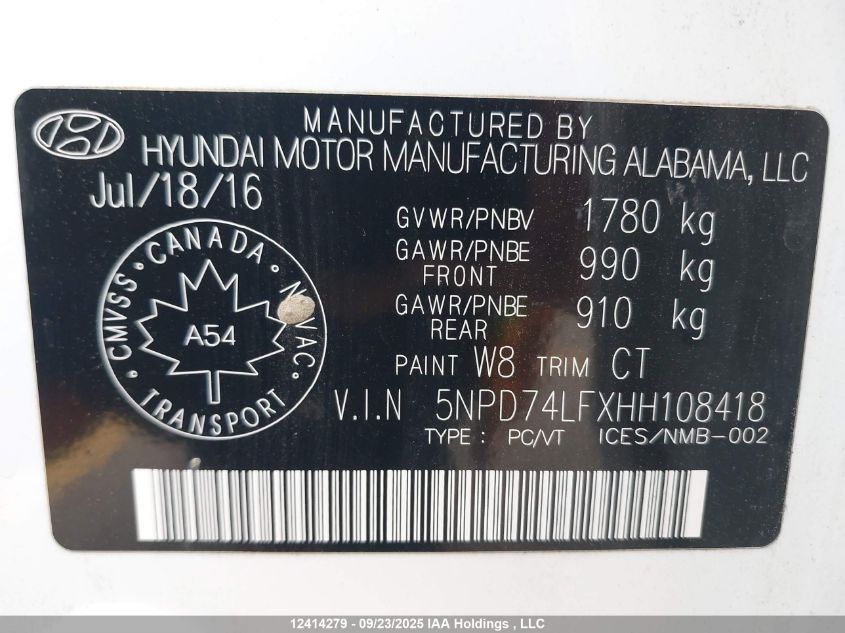 MANUFACTURED BY
HYUNDAI MOTOR MANUFACTURING ALABAMA, LLC
Jul/18/16
GVWR/PNBV 1780 kg
GAWR/PNBE FRONT 990 kg
GAWR/PNBE REAR 910 kg
PAINT W8 TRIM CT
V.I.N 5NPD74LFXHH108418
TYPE : PC/VT ICES/NMB-002
CANADA
CMVSS · NSVAC
A54
TRANSPORT
12414279 - 09/23/2025 IAA Holdings , LLC